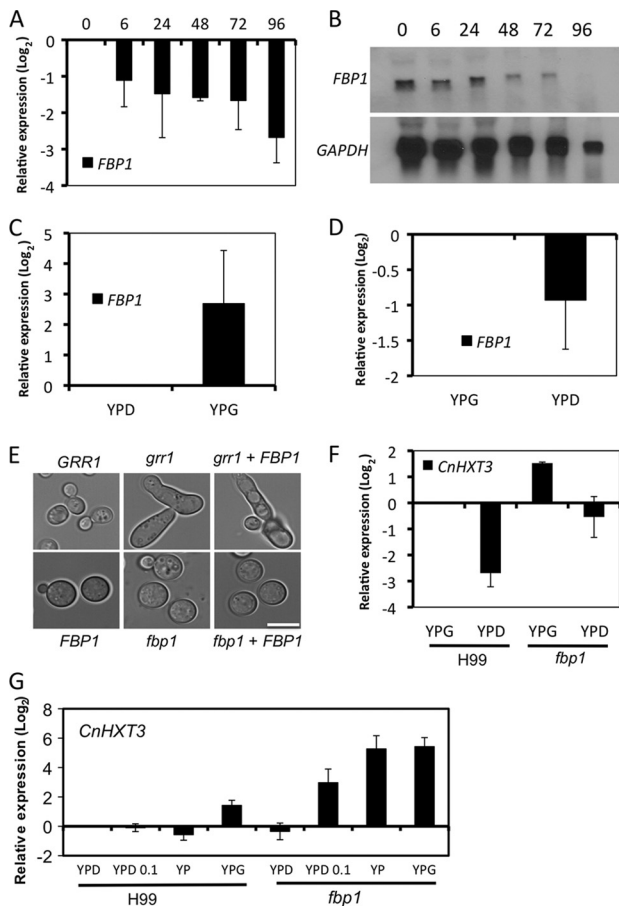 A
0 6 24 48 72 96
Relative expression (Log2)
0
-1
-2
-3
-4
FBP1
B
0 6 24 48 72 96
FBP1
GAPDH
C
Relative expression (Log2)
5
4
3
2
1
0
FBP1
YPD YPG
D
Relative expression (Log2)
0
-0.5
-1
-1.5
-2
FBP1
YPG YPD
E
GRR1 grr1 grr1 + FBP1
FBP1 fbp1 fbp1 + FBP1
F
Relative expression (Log2)
2
1
0
-1
-2
-3
-4
CnHXT3
YPG YPD YPG YPD
H99 fbp1
G
Relative expression (Log2)
8
6
4
2
0
-2
CnHXT3
YPD YPD 0.1 YP YPG YPD YPD 0.1 YP YPG
H99 fbp1